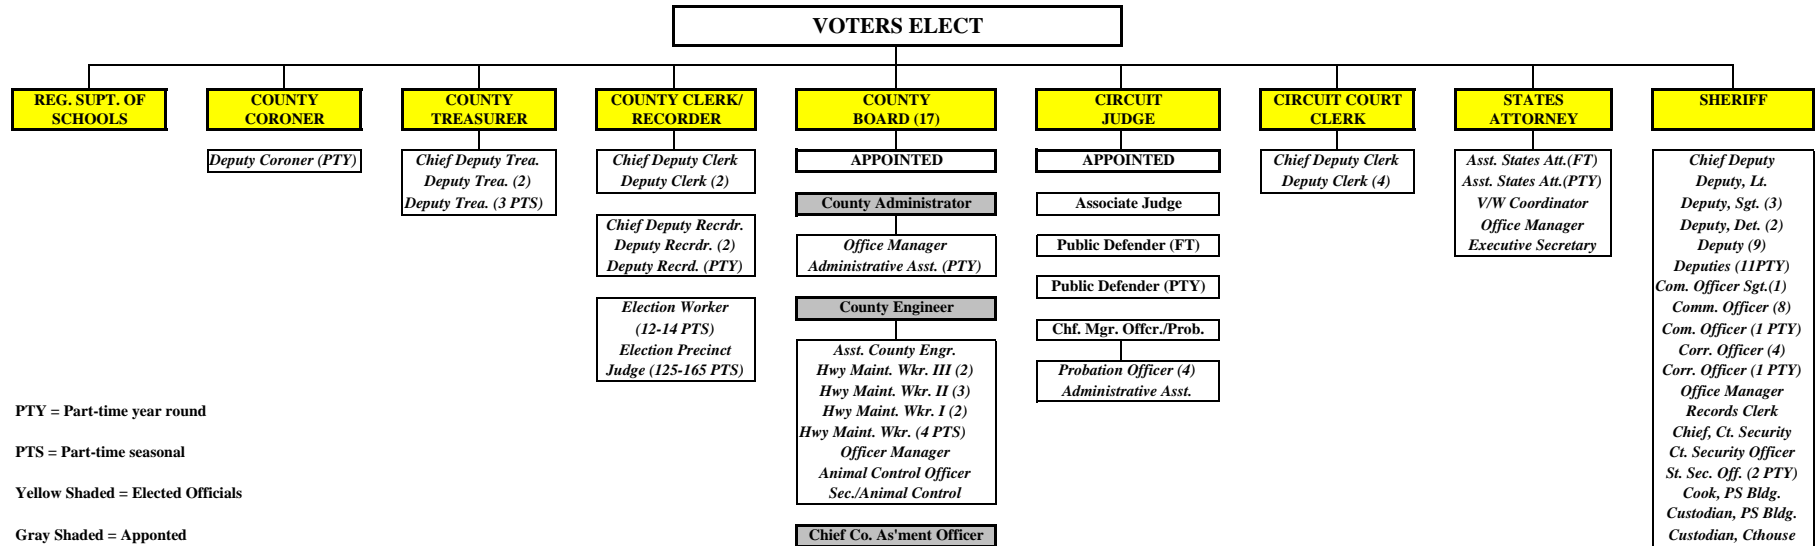 VOTERS ELECT
REG. SUPT. OF
SCHOOLS
COUNTY
CORONER
Deputy Coroner (PTY)
COUNTY
TREASURER
Chief Deputy Trea.
Deputy Trea. (2)
Deputy Trea. (3 PTS)
COUNTY CLERK/
RECORDER
Chief Deputy Clerk
Deputy Clerk (2)
Chief Deputy Recrdr.
Deputy Recrdr. (2)
Deputy Recrd. (PTY)
Election Worker
(12-14 PTS)
Election Precinct
Judge (125-165 PTS)
COUNTY
BOARD (17)
APPOINTED
County Administrator
Office Manager
Administrative Asst. (PTY)
County Engineer
Asst. County Engr.
Hwy Maint. Wkr. III (2)
Hwy Maint. Wkr. II (3)
Hwy Maint. Wkr. I (2)
Hwy Maint. Wkr. (4 PTS)
Officer Manager
Animal Control Officer
Sec./Animal Control
Chief Co. As'ment Officer
CIRCUIT
JUDGE
APPOINTED
Associate Judge
Public Defender (FT)
Public Defender (PTY)
Chf. Mgr. Offcr./Prob.
Probation Officer (4)
Administrative Asst.
CIRCUIT COURT
CLERK
Chief Deputy Clerk
Deputy Clerk (4)
STATES
ATTORNEY
Asst. States Att.(FT)
Asst. States Att.(PTY)
V/W Coordinator
Office Manager
Executive Secretary
SHERIFF
Chief Deputy
Deputy, Lt.
Deputy, Sgt. (3)
Deputy, Det. (2)
Deputy (9)
Deputies (11PTY)
Com. Officer Sgt.(1)
Comm. Officer (8)
Com. Officer (1 PTY)
Corr. Officer (4)
Corr. Officer (1 PTY)
Office Manager
Records Clerk
Chief, Ct. Security
Ct. Security Officer
St. Sec. Off. (2 PTY)
Cook, PS Bldg.
Custodian, PS Bldg.
Custodian, Cthouse
PTY = Part-time year round
PTS = Part-time seasonal
Yellow Shaded = Elected Officials
Gray Shaded = Apponted